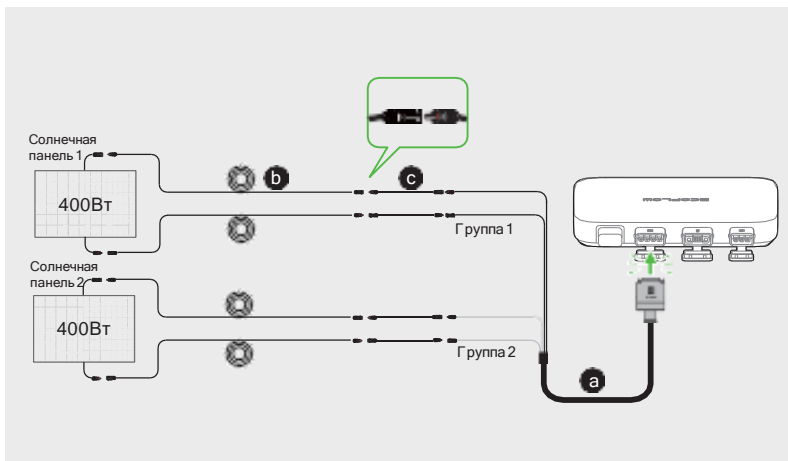 Солнечная
панель 1
400Вт
b
c
Группа 1
Солнечная
панель 2
400Вт
Группа 2
a